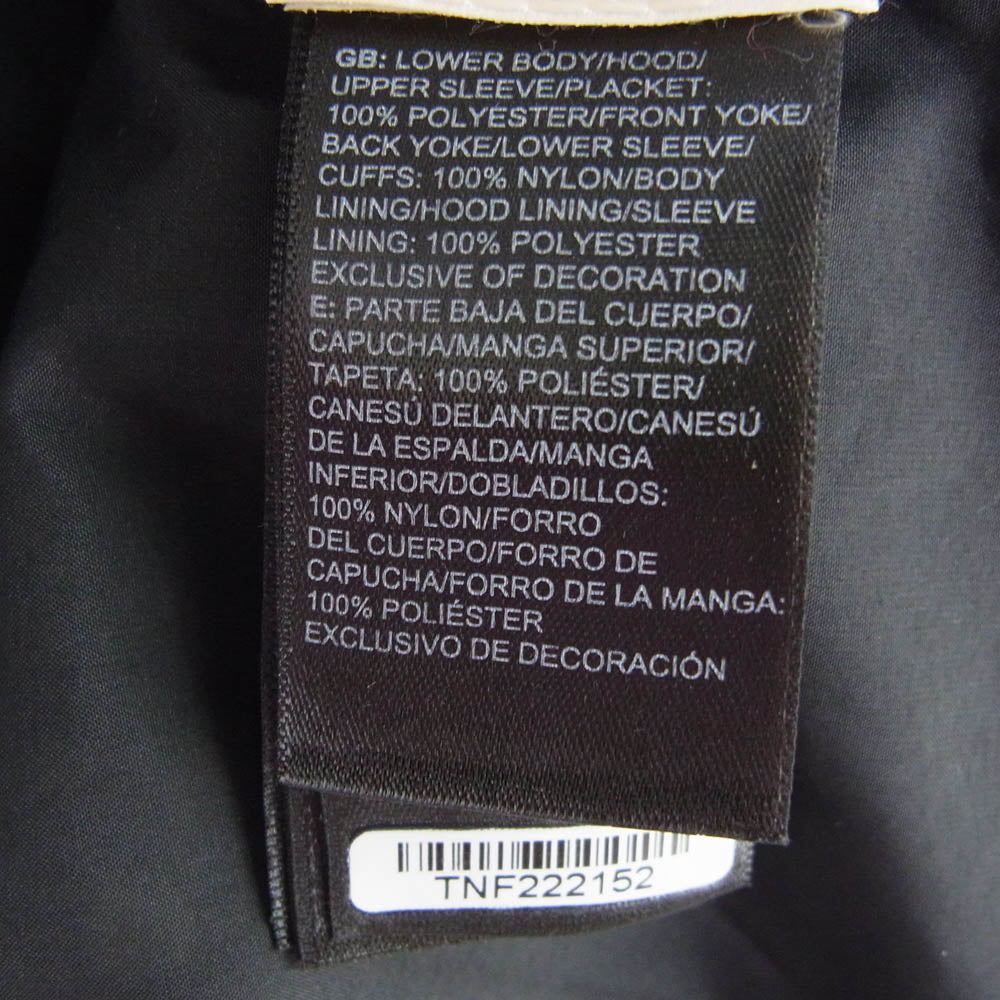 GB: LOWER BODY/HOOD/
UPPER SLEEVE/PLACKET:
100% POLYESTER/FRONT YOKE/
BACK YOKE/LOWER SLEEVE/
CUFFS: 100% NYLON/BODY
LINING/HOOD LINING/SLEEVE
LINING: 100% POLYESTER
EXCLUSIVE OF DECORATION
E: PARTE BAJA DEL CUERPO/
CAPUCHA/MANGA SUPERIOR/
TAPETA: 100% POLIÉSTER/
CANESÚ DELANTERO/CANESÚ
DE LA ESPALDA/MANGA
INFERIOR/DOBLADILLOS:
100% NYLON/FORRO
DEL CUERPO/FORRO DE
CAPUCHA/FORRO DE LA MANGA:
100% POLIÉSTER
EXCLUSIVO DE DECORACIÓN
TNF222152